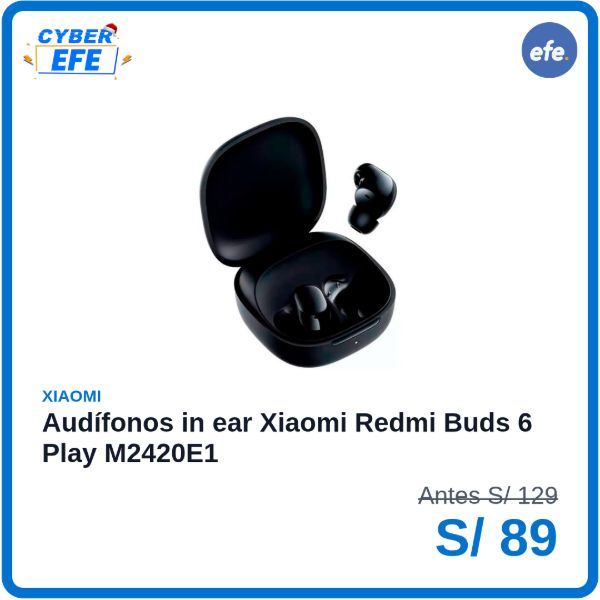 CYBER
EFE
efe.
XIAOMI
Audífonos in ear Xiaomi Redmi Buds 6
Play M2420E1
Antes S/ 129
S/ 89